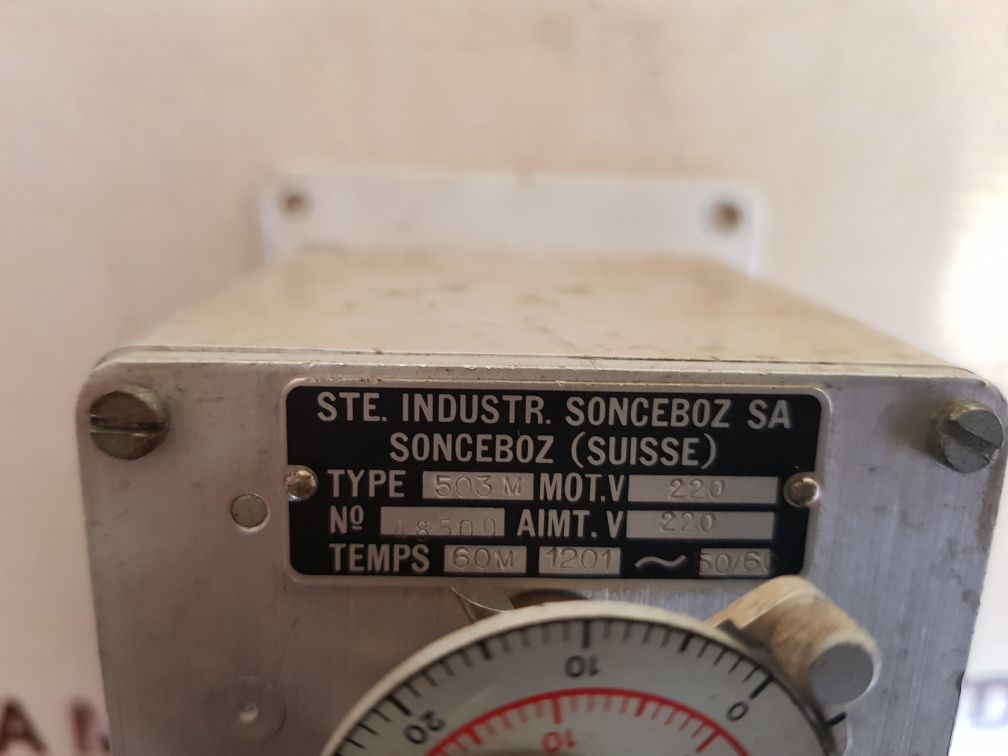 STE. INDUSTR. SONCEBOZ SA
SONCEBOZ (SUISSE)
TYPE 503 M MOT.V 220
Nº 48500 AIMT. V 220
TEMPS 60M 1201 ~ 50/60
20 10 0
10